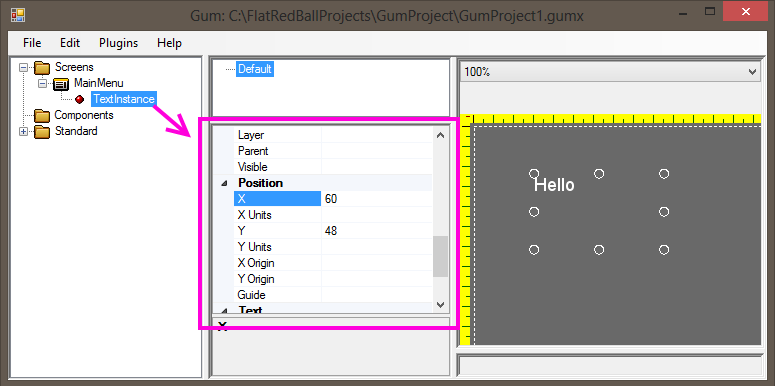 Gum: C:\FlatRedBallProjects\GumProject\GumProject1.gumx
File Edit Plugins Help
Screens
MainMenu
TextInstance
Components
Standard
Default
Layer
Parent
Visible
Position
X 60
X Units
Y 48
Y Units
X Origin
Y Origin
Guide
Text
X
100%
Hello